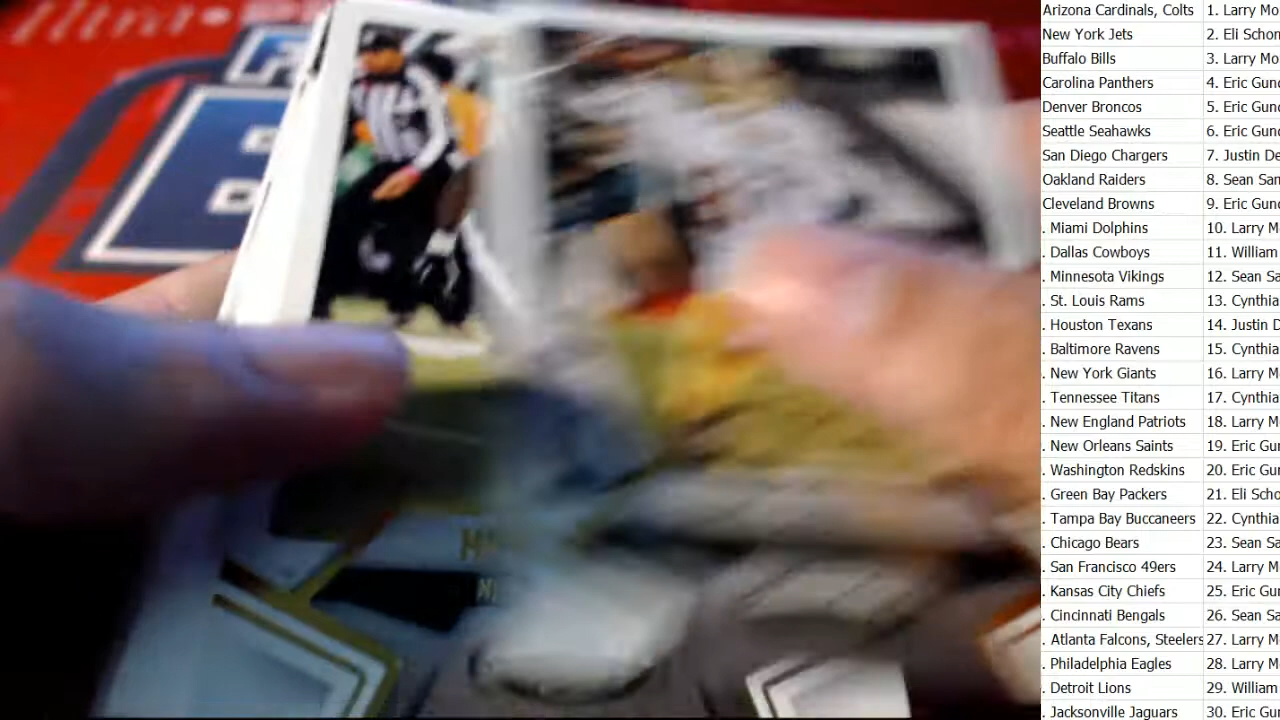 Arizona Cardinals, Colts 1. Larry Mo
New York Jets 2. Eli Schon
Buffalo Bills 3. Larry Mo
Carolina Panthers 4. Eric Gund
Denver Broncos 5. Eric Gund
Seattle Seahawks 6. Eric Gund
San Diego Chargers 7. Justin De
Oakland Raiders 8. Sean San
Cleveland Browns 9. Eric Gund
. Miami Dolphins 10. Larry M
. Dallas Cowboys 11. William
. Minnesota Vikings 12. Sean Sa
. St. Louis Rams 13. Cynthia
. Houston Texans 14. Justin D
. Baltimore Ravens 15. Cynthia
. New York Giants 16. Larry M
. Tennessee Titans 17. Cynthia
. New England Patriots 18. Larry M
. New Orleans Saints 19. Eric Gun
. Washington Redskins 20. Eric Gun
. Green Bay Packers 21. Eli Scho
. Tampa Bay Buccaneers 22. Cynthia
. Chicago Bears 23. Sean Sa
. San Francisco 49ers 24. Larry M
. Kansas City Chiefs 25. Eric Gun
. Cincinnati Bengals 26. Sean Sa
. Atlanta Falcons, Steelers 27. Larry M
. Philadelphia Eagles 28. Larry M
. Detroit Lions 29. William
. Jacksonville Jaguars 30. Eric Gun